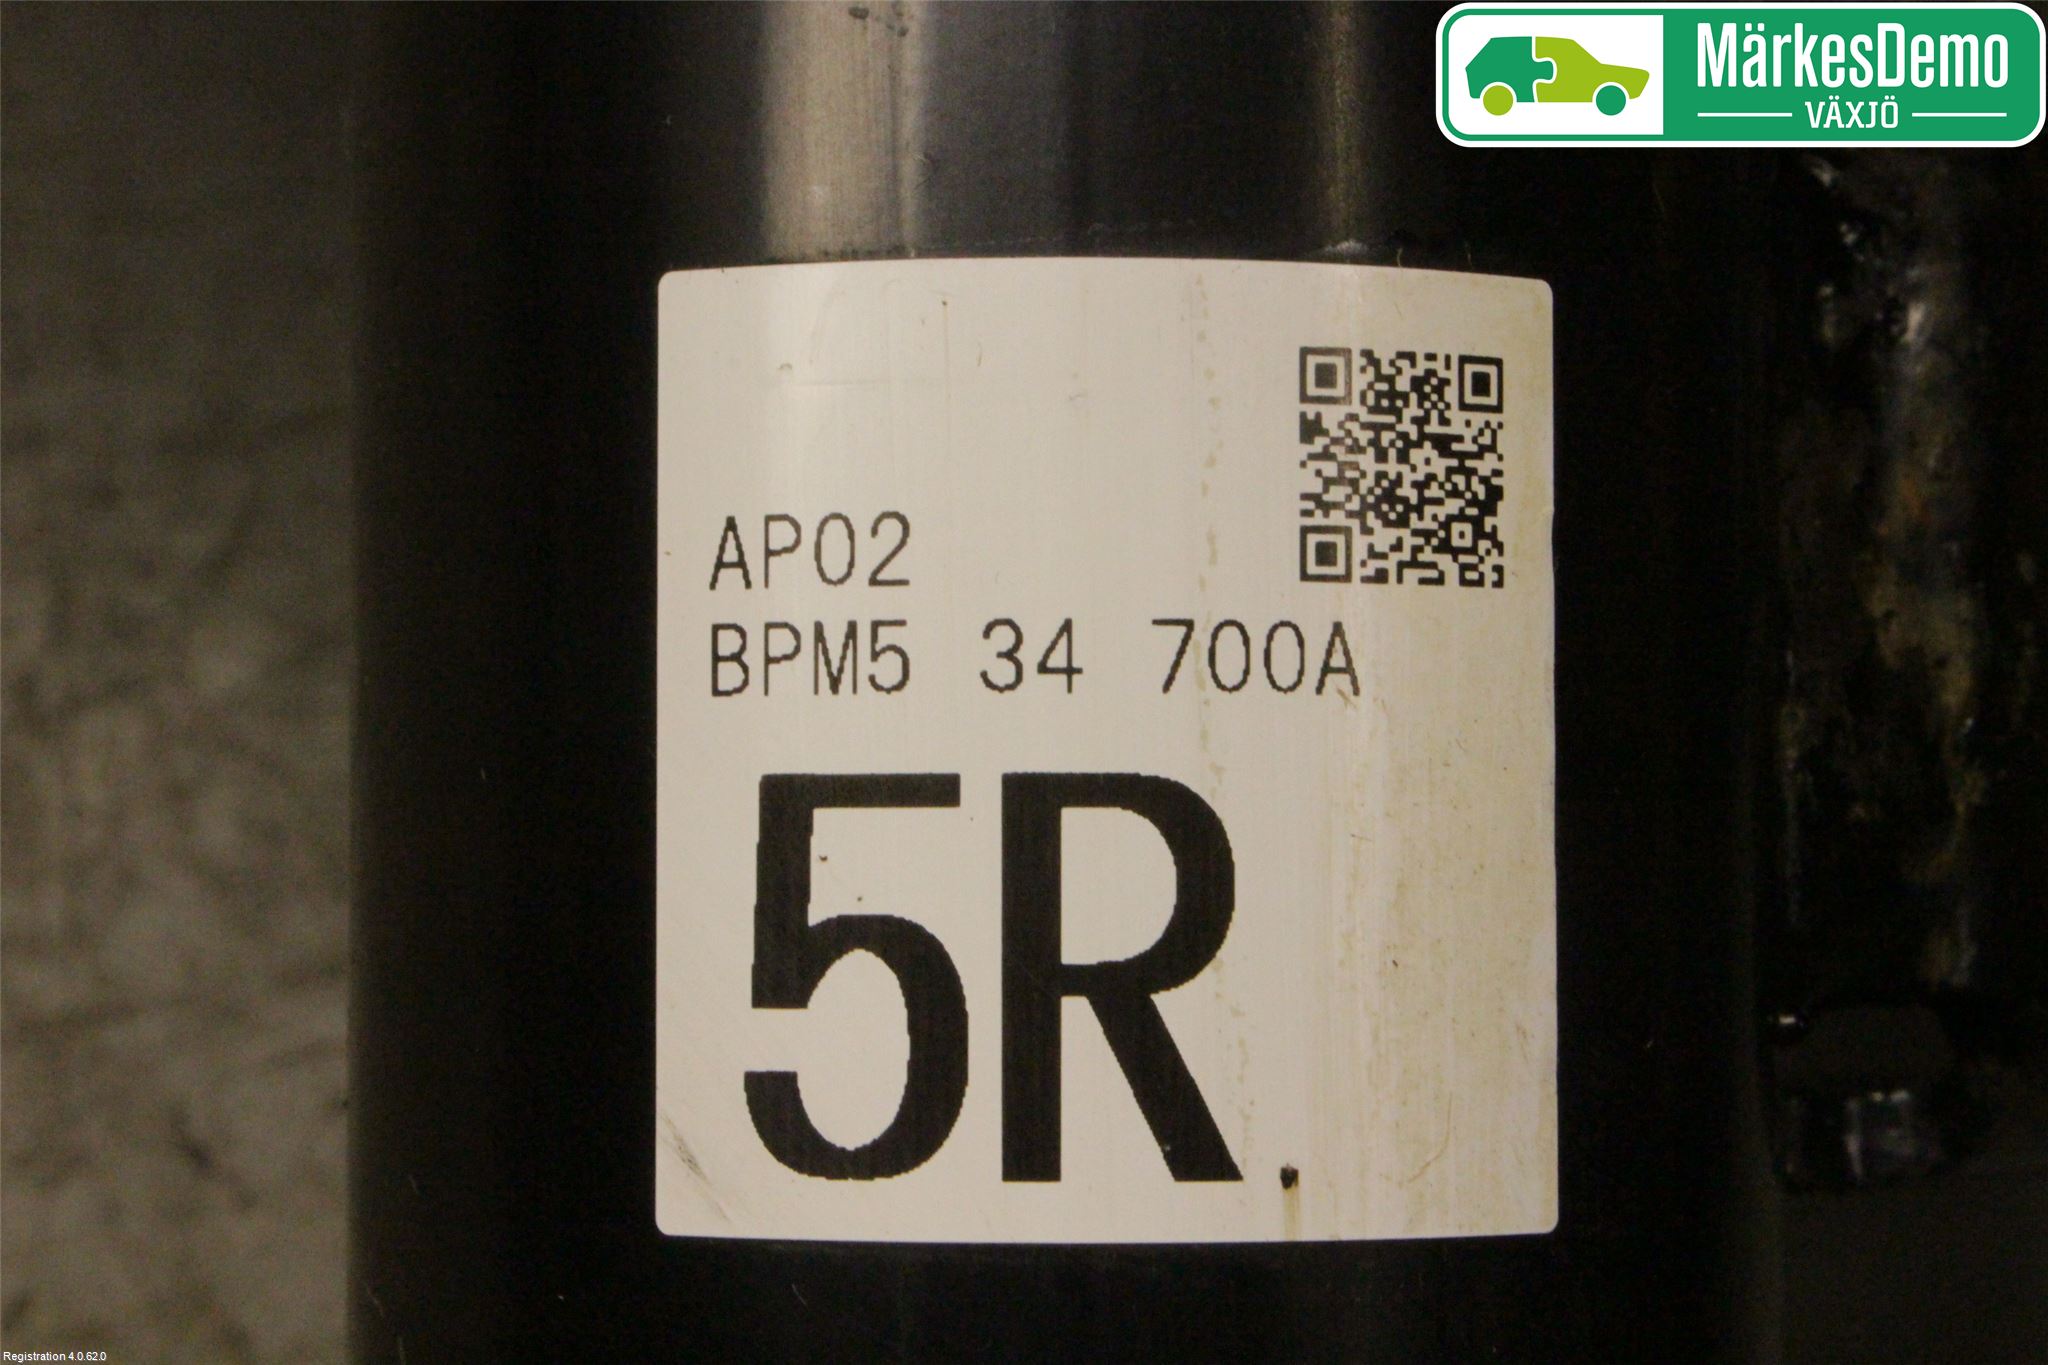 MärkesDemo
VÄXJÖ
AP02
BPM5 34 700A
5R
Registration 4.0.62.0